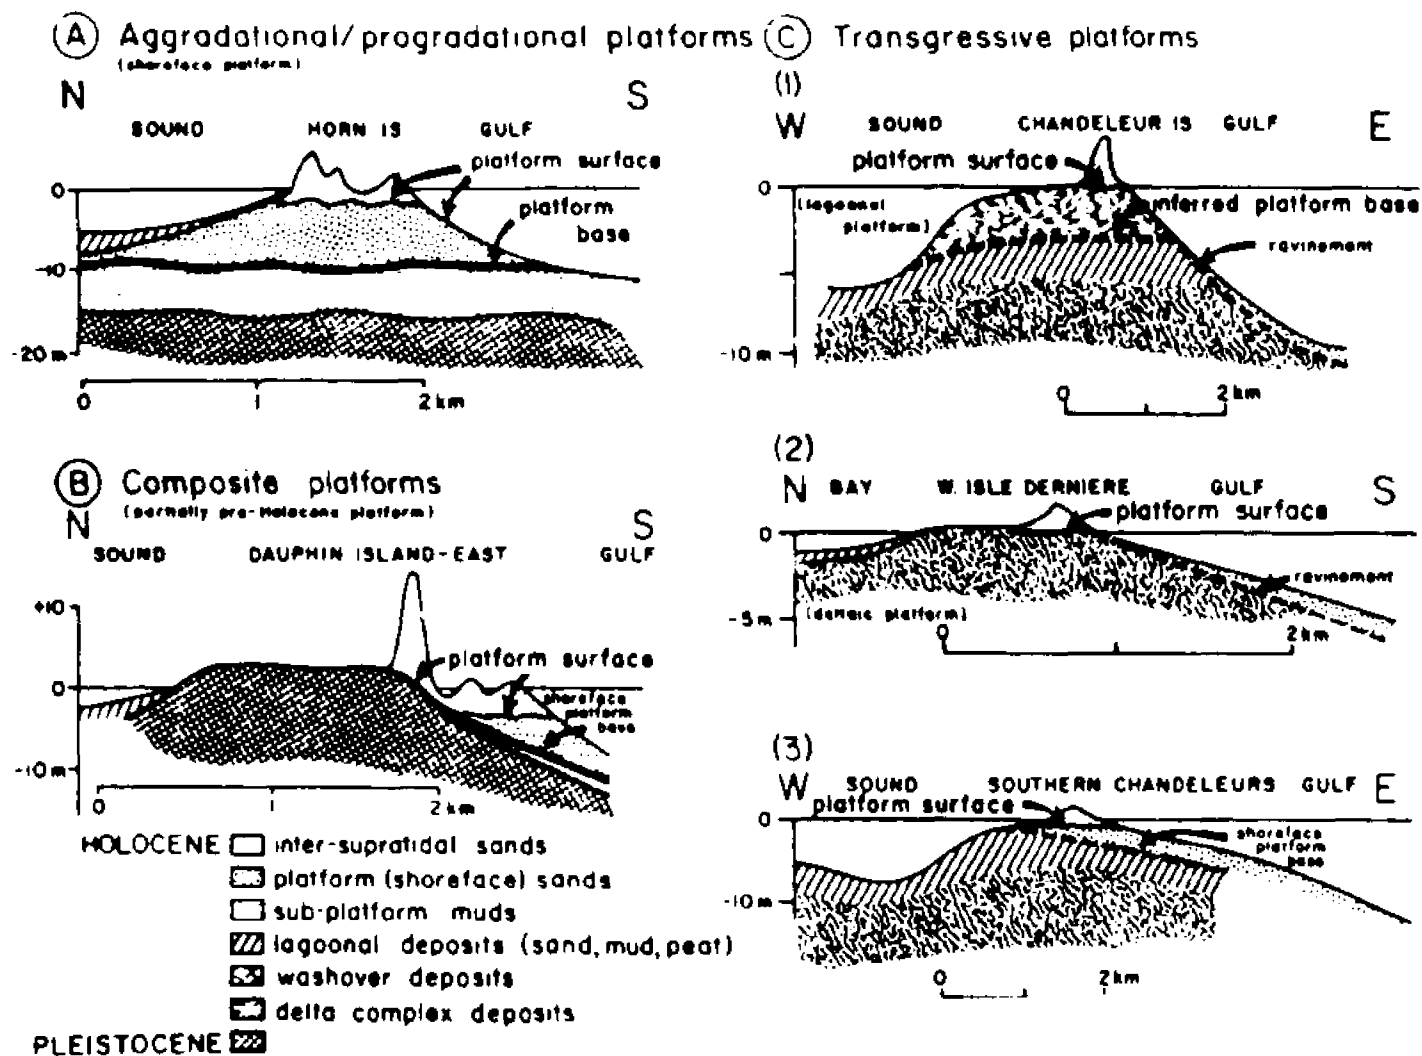 A Aggradational/progradational platforms
(shoreface platform)
N S
SOUND HORN IS GULF
platform surface
platform
base
0
-10
-20m
0 1 2 km
B Composite platforms
(partially pre-Holocene platform)
N S
SOUND DAUPHIN ISLAND-EAST GULF
+10
platform surface
0
shoreface
platform
base
-10m
0 1 2 km
HOLOCENE inter-supratidal sands
platform (shoreface) sands
sub-platform muds
lagoonal deposits (sand, mud, peat)
washover deposits
delta complex deposits
PLEISTOCENE
C Transgressive platforms
(1)
W E
SOUND CHANDELEUR IS GULF
platform surface
0
(lagoonal
platform)
inferred platform base
ravinement
-10m
0 2 km
(2)
N S
BAY W. ISLE DERNIERE GULF
platform surface
0
ravinement
-5m
(deltaic platform)
0 2 km
(3)
W E
SOUND SOUTHERN CHANDELEURS GULF
platform surface
0
shoreface
platform
base
-10m
0 2 km